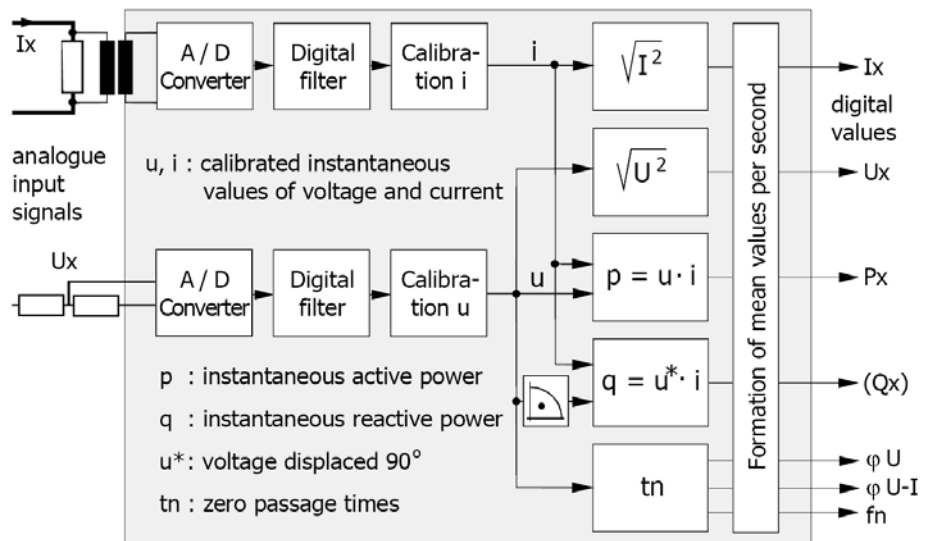 Ix
A / D
Converter
Digital
filter
Calibra-
tion i
i
√I²
Ix
digital
values
analogue
input
signals
u, i : calibrated instantaneous
values of voltage and current
√U²
Ux
Formation of mean values per second
Ux
A / D
Converter
Digital
filter
Calibra-
tion u
u
p = u · i
Px
p : instantaneous active power
q : instantaneous reactive power
u*: voltage displaced 90°
tn : zero passage times
q = u*· i
(Qx)
tn
φ U
φ U-I
fn